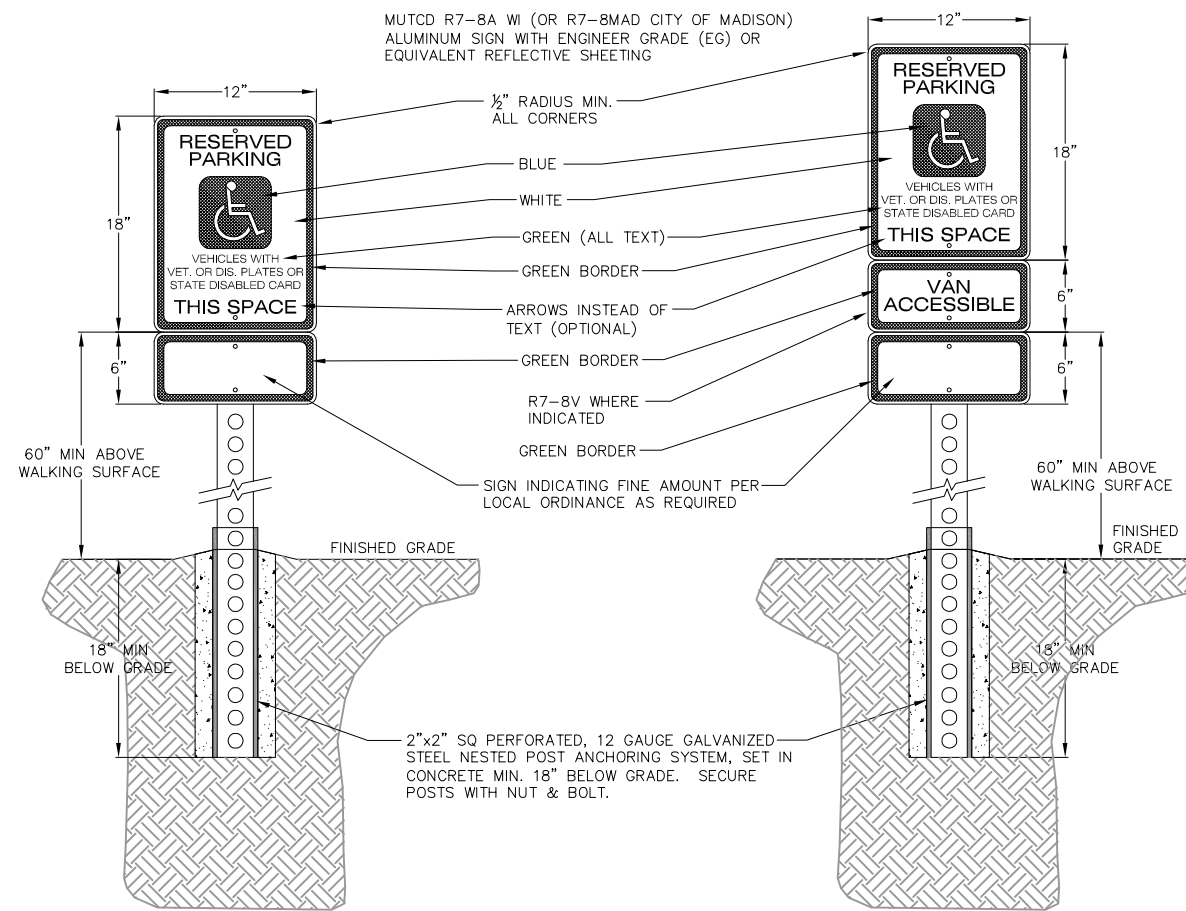 MUTCD R7-8A WI (OR R7-8MAD CITY OF MADISON)
ALUMINUM SIGN WITH ENGINEER GRADE (EG) OR
EQUIVALENT REFLECTIVE SHEETING
12"
18"
6"
RESERVED
PARKING
VEHICLES WITH
VET. OR DIS. PLATES OR
STATE DISABLED CARD
THIS SPACE
60" MIN ABOVE
WALKING SURFACE
FINISHED GRADE
18" MIN
BELOW GRADE
½" RADIUS MIN.
ALL CORNERS
BLUE
WHITE
GREEN (ALL TEXT)
GREEN BORDER
ARROWS INSTEAD OF
TEXT (OPTIONAL)
GREEN BORDER
R7-8V WHERE
INDICATED
GREEN BORDER
SIGN INDICATING FINE AMOUNT PER
LOCAL ORDINANCE AS REQUIRED
2"x2" SQ PERFORATED, 12 GAUGE GALVANIZED
STEEL NESTED POST ANCHORING SYSTEM, SET IN
CONCRETE MIN. 18" BELOW GRADE. SECURE
POSTS WITH NUT & BOLT.
12"
RESERVED
PARKING
VEHICLES WITH
VET. OR DIS. PLATES OR
STATE DISABLED CARD
THIS SPACE
VAN
ACCESSIBLE
18"
6"
6"
60" MIN ABOVE
WALKING SURFACE
FINISHED
GRADE
18" MIN
BELOW GRADE